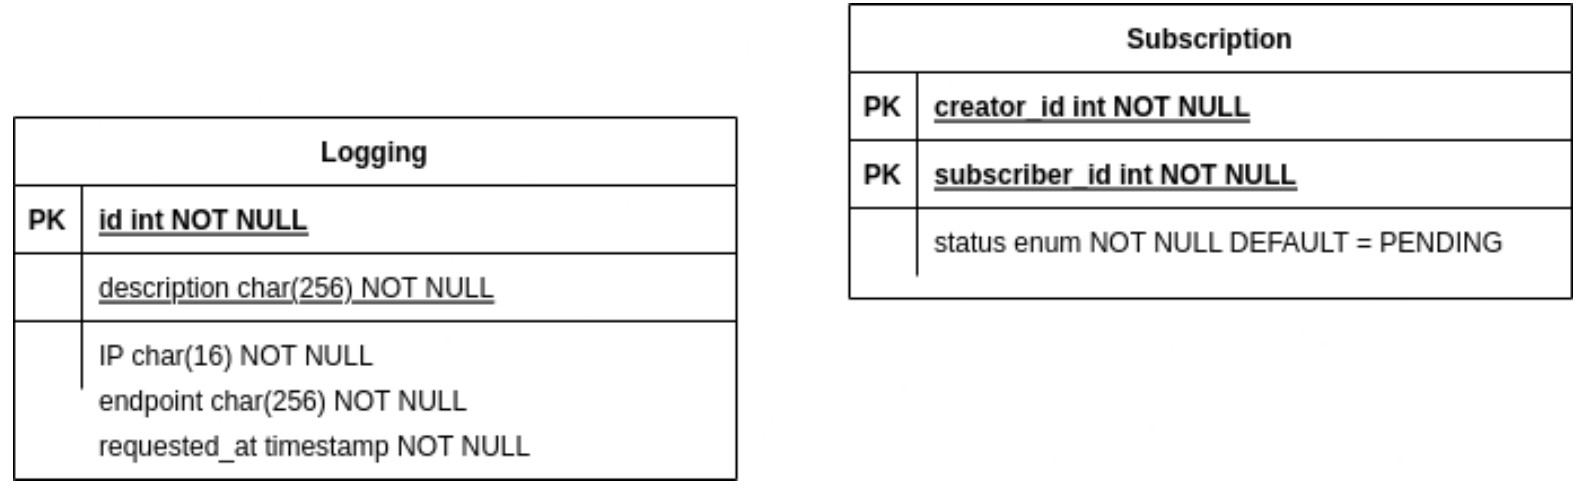 Logging
PK id int NOT NULL
description char(256) NOT NULL
IP char(16) NOT NULL
endpoint char(256) NOT NULL
requested_at timestamp NOT NULL
Subscription
PK creator_id int NOT NULL
PK subscriber_id int NOT NULL
status enum NOT NULL DEFAULT = PENDING